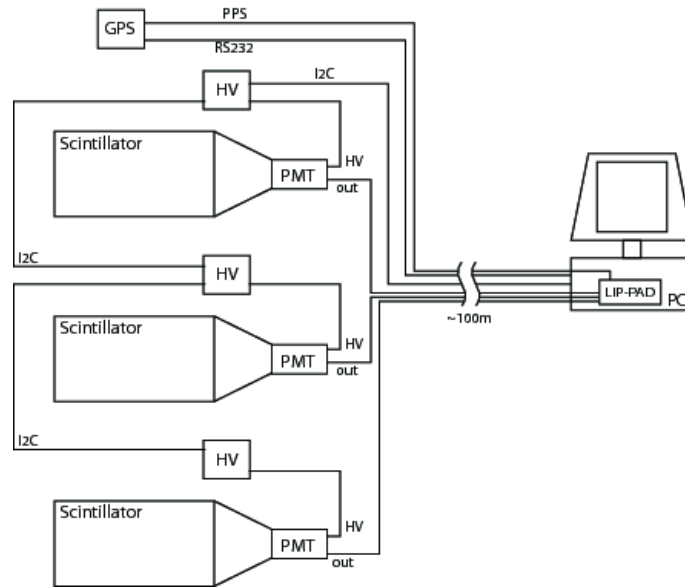 PPS
GPS
RS232
I2C
HV
Scintillator
HV
PMT
out
I2C
HV
Scintillator
HV
PMT
out
LIP-PAD
PC
~100m
I2C
HV
Scintillator
HV
PMT
out